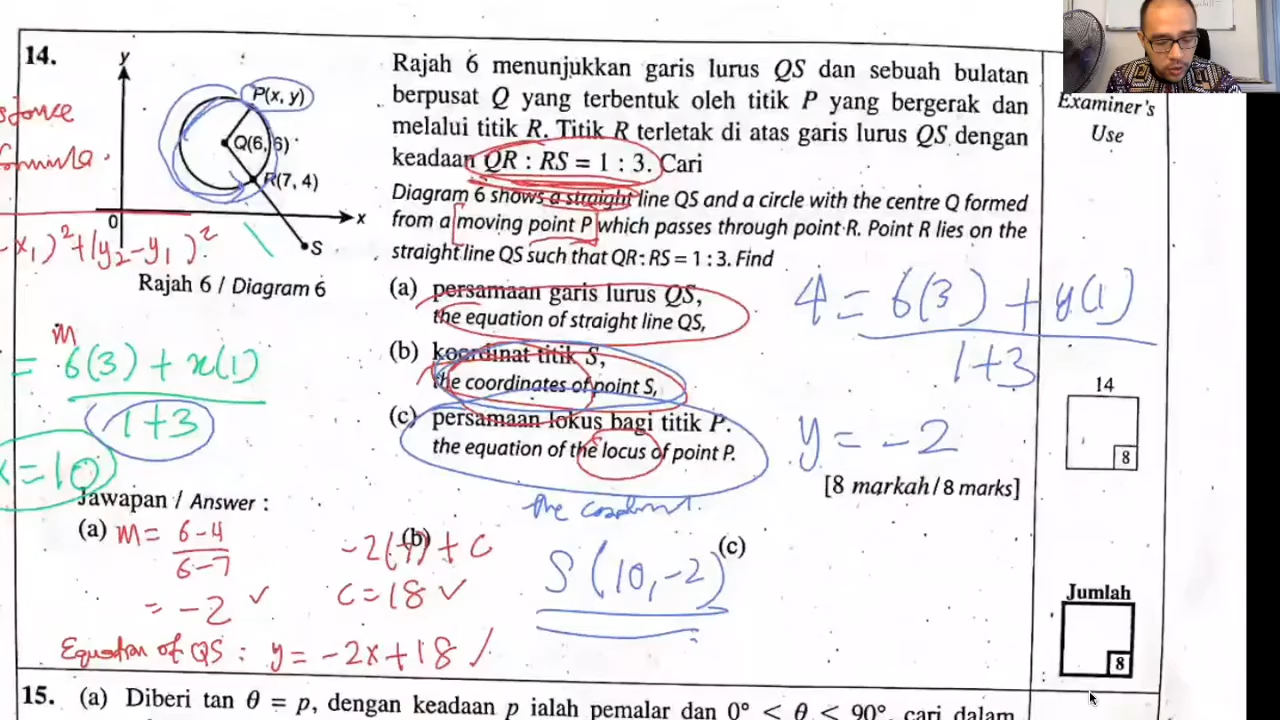 14.
y
P(x, y)
Q(6, 6)
R(7, 4)
0
x
S
Rajah 6 / Diagram 6
formula.
x₁)² + (y₂ - y₁)²
Rajah 6 menunjukkan garis lurus QS dan sebuah bulatan
berpusat Q yang terbentuk oleh titik P yang bergerak dan
melalui titik R. Titik R terletak di atas garis lurus QS dengan
keadaan QR : RS = 1 : 3. Cari
Diagram 6 shows a straight line QS and a circle with the centre Q formed
from a moving point P which passes through point R. Point R lies on the
straight line QS such that QR : RS = 1 : 3. Find
(a) persamaan garis lurus QS,
the equation of straight line QS,
(b) koordinat titik S,
the coordinates of point S,
(c) persamaan lokus bagi titik P.
the equation of the locus of point P.
[8 markah / 8 marks]
Examiner's
Use
14
8
m
= 6(3) + x(1)
1+3
x = 10
4 = 6(3) + y(1)
1+3
y = -2
Jawapan / Answer :
(a) m = 6-4
6-7
= -2 ✓
-2(7) + c
c = 18 ✓
Equation of QS : y = -2x + 18 /
(b)
the
S(10, -2)
(c)
Jumlah
8
15. (a) Diberi tan θ = p, dengan keadaan p ialah pemalar dan 0° < θ < 90°, cari dalam